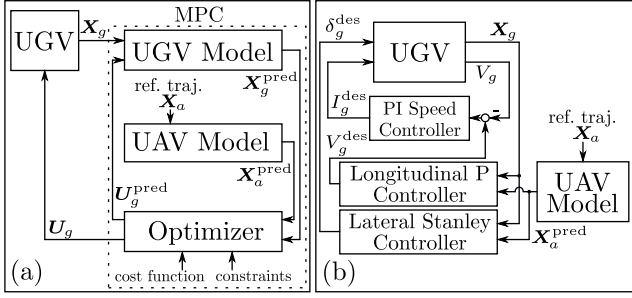 MPC
UGV
X_g
UGV Model
X_g^pred
ref. traj.
X_a
UAV Model
X_a^pred
U_g^pred
U_g
Optimizer
cost function
constraints
(a)
δ_g^des
X_g
UGV
V_g
I_g^des
PI Speed
Controller
-
V_g^des
ref. traj.
X_a
Longitudinal P
Controller
UAV
Model
Lateral Stanley
Controller
X_a^pred
(b)